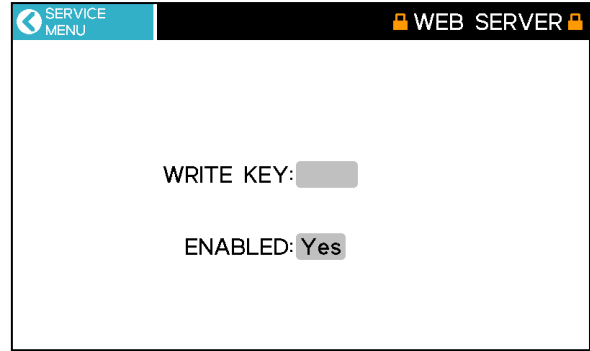 SERVICE
MENU
WEB SERVER
WRITE KEY:
ENABLED: Yes